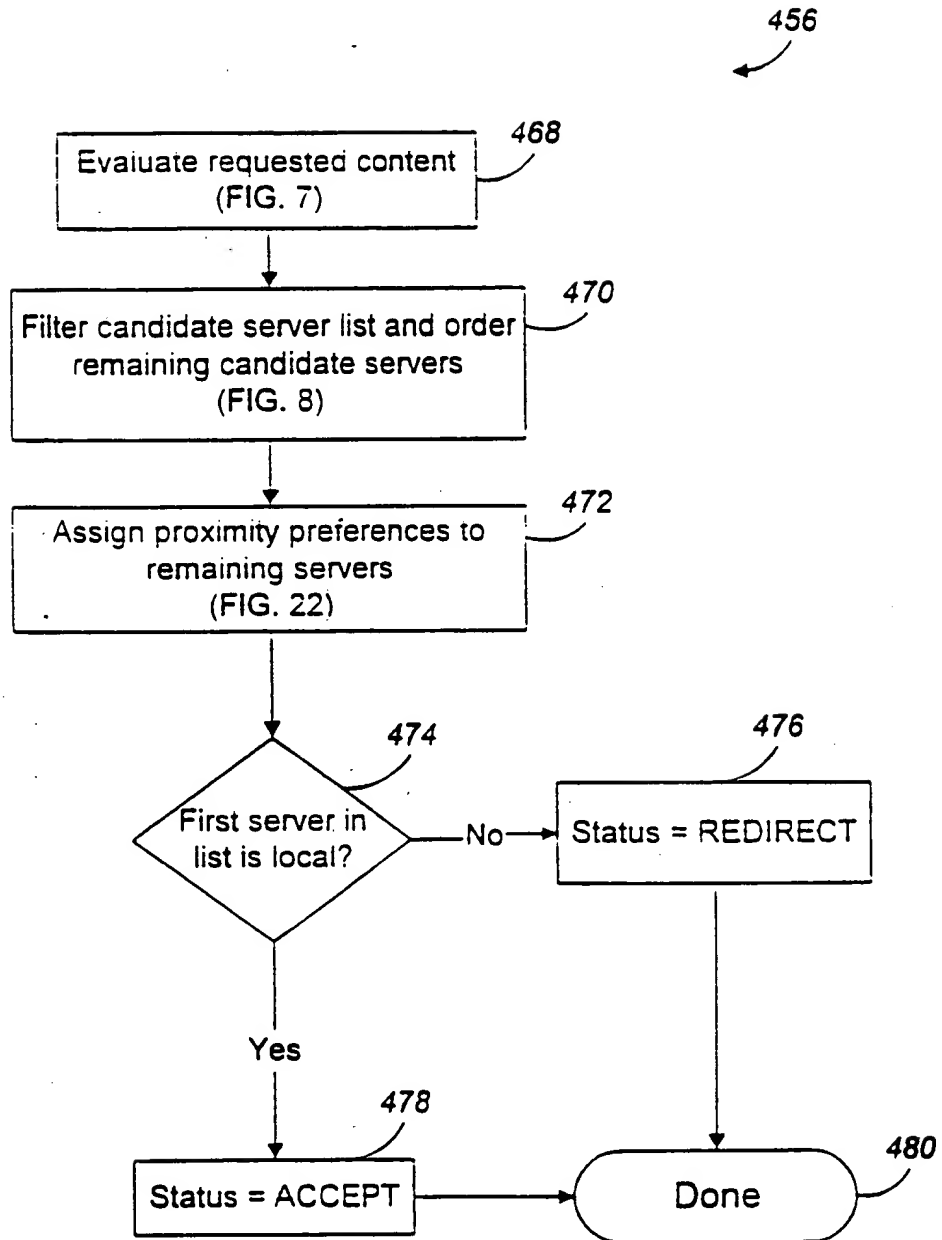 456
468
Evaluate requested content
(FIG. 7)
470
Filter candidate server list and order
remaining candidate servers
(FIG. 8)
472
Assign proximity preferences to
remaining servers
(FIG. 22)
474
First server in
list is local?
No
476
Status = REDIRECT
Yes
478
Status = ACCEPT
480
Done